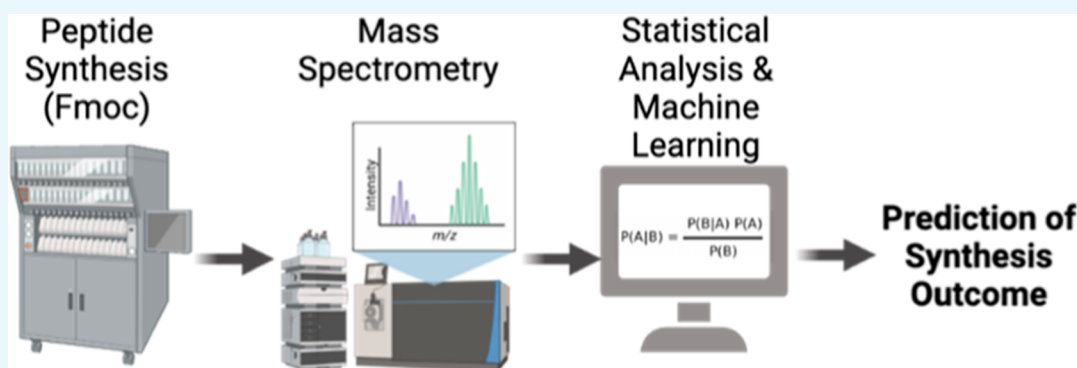 Peptide
Synthesis
(Fmoc)
Mass
Spectrometry
Intensity
m/z
Statistical
Analysis &
Machine
Learning
P(A|B) = P(B|A) P(A)
P(B)
Prediction of
Synthesis
Outcome